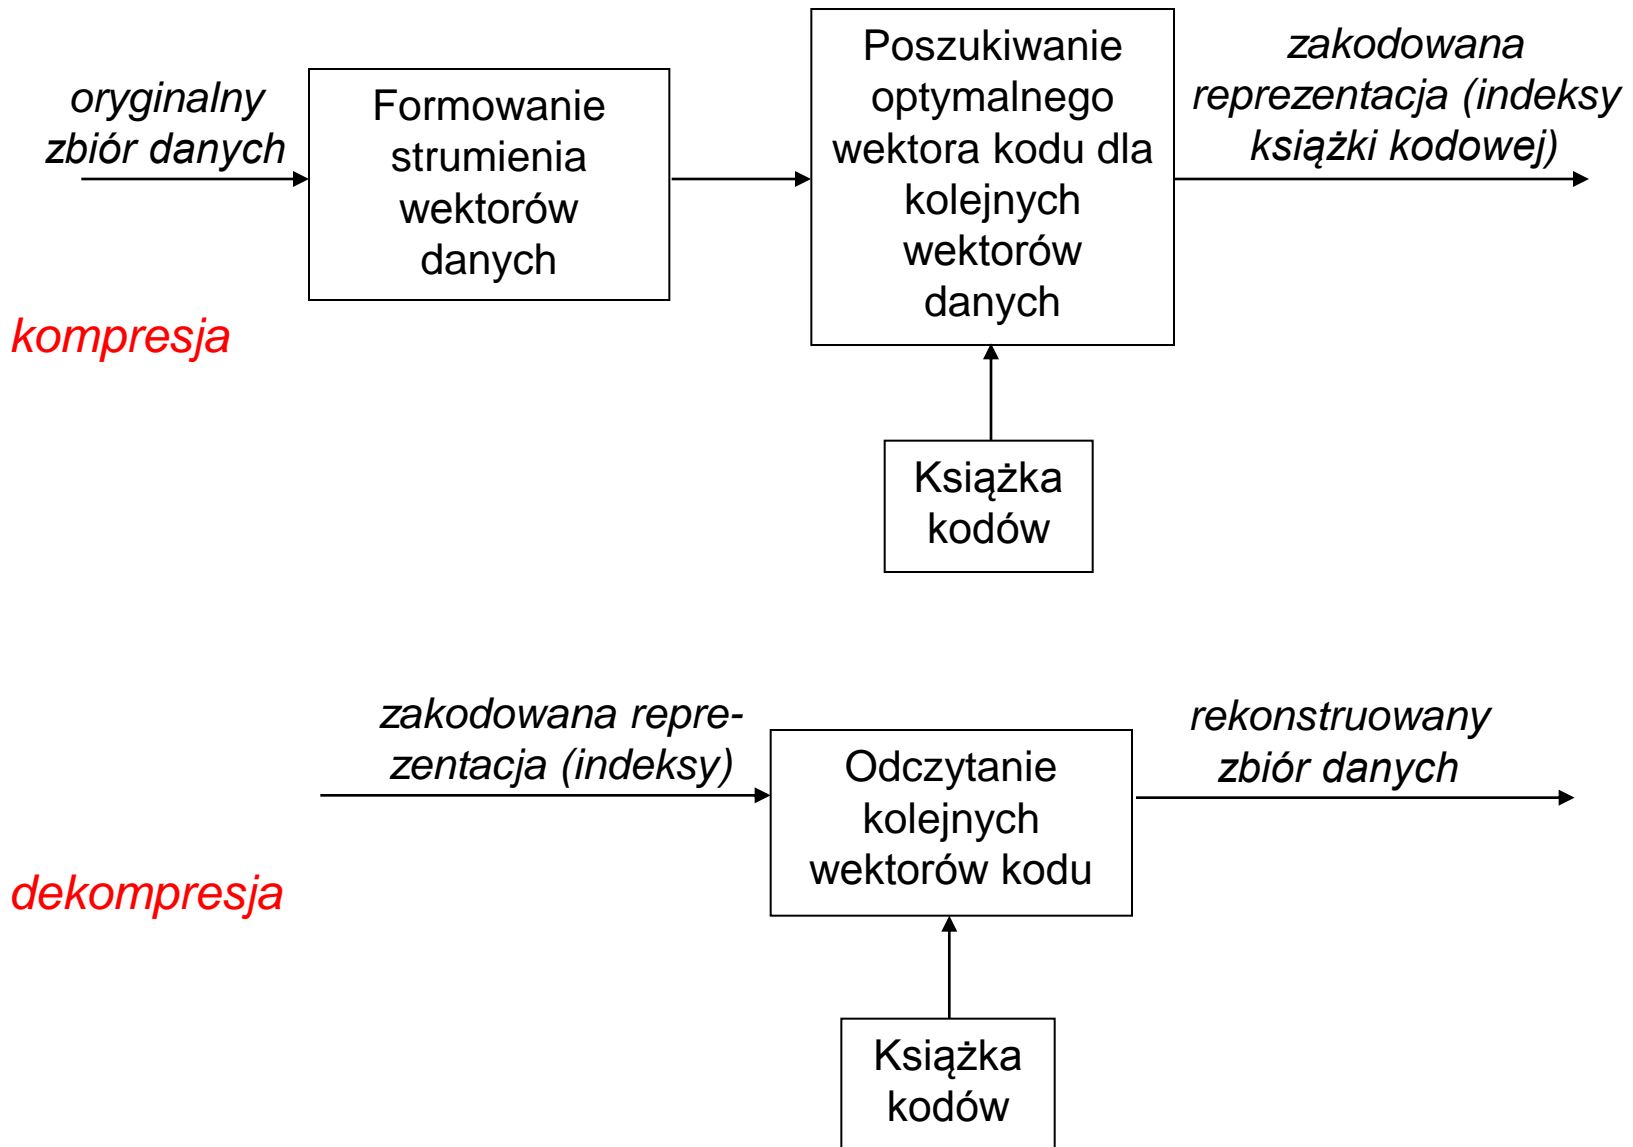 oryginalny
zbiór danych
Formowanie
strumienia
wektorów
danych
Poszukiwanie
optymalnego
wektora kodu dla
kolejnych
wektorów
danych
zakodowana
reprezentacja (indeksy
książki kodowej)
kompresja
Książka
kodów
zakodowana repre-
zentacja (indeksy)
Odczytanie
kolejnych
wektorów kodu
rekonstruowany
zbiór danych
dekompresja
Książka
kodów